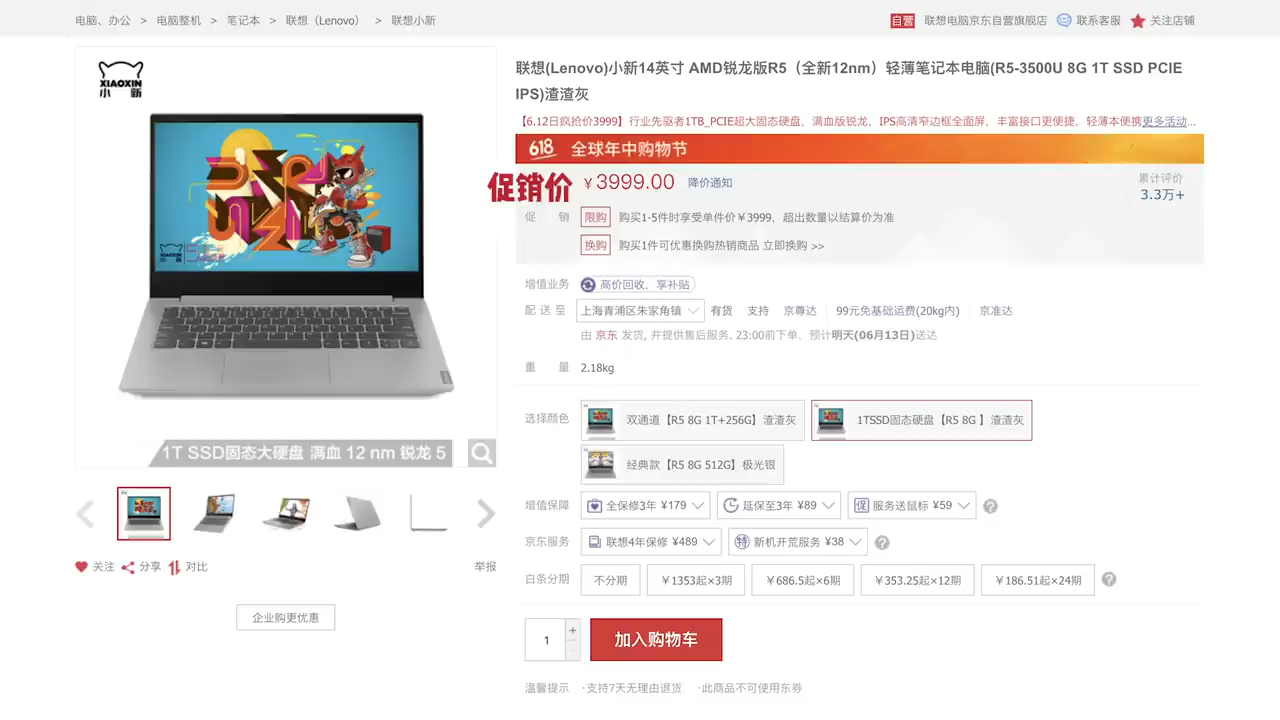 电脑、办公 > 电脑整机 > 笔记本 > 联想（Lenovo） > 联想小新
自营 联想电脑京东自营旗舰店 联系客服 关注店铺
XIAOXIN
小新
1T SSD固态大硬盘 满血 12 nm 锐龙 5
关注 分享 对比 举报
企业购更优惠
联想(Lenovo)小新14英寸 AMD锐龙版R5（全新12nm）轻薄笔记本电脑(R5-3500U 8G 1T SSD PCIE
IPS)渣渣灰
【6.12日疯抢价3999】行业先驱者1TB_PCIE超大固态硬盘，满血版锐龙，IPS高清窄边框全面屏，丰富接口更便捷，轻薄本便携更多活动...
618 全球年中购物节
促销价 ￥3999.00 降价通知
累计评价
3.3万+
促销 限购 购买1-5件时享受单件价￥3999，超出数量以结算价为准
换购 购买1件可优惠换购热销商品 立即换购 >>
增值业务 高价回收，享补贴
配送至 上海青浦区朱家角镇 有货 支持 京尊达 99元免基础运费(20kg内) 京准达
由 京东 发货, 并提供售后服务. 23:00前下单，预计明天(06月13日)送达
重量 2.18kg
选择颜色 双通道【R5 8G 1T+256G】渣渣灰 1TSSD固态硬盘【R5 8G 】渣渣灰
经典款【R5 8G 512G】极光银
增值保障 全保修3年 ¥179 延保至3年 ¥89 促 服务送鼠标 ¥59 ?
京东服务 联想4年保修 ¥489 特 新机开荒服务 ¥38 ?
白条分期 不分期 ￥1353起×3期 ￥686.5起×6期 ￥353.25起×12期 ￥186.51起×24期 ?
1 + - 加入购物车
温馨提示 ·支持7天无理由退货 ·此商品不可使用东券